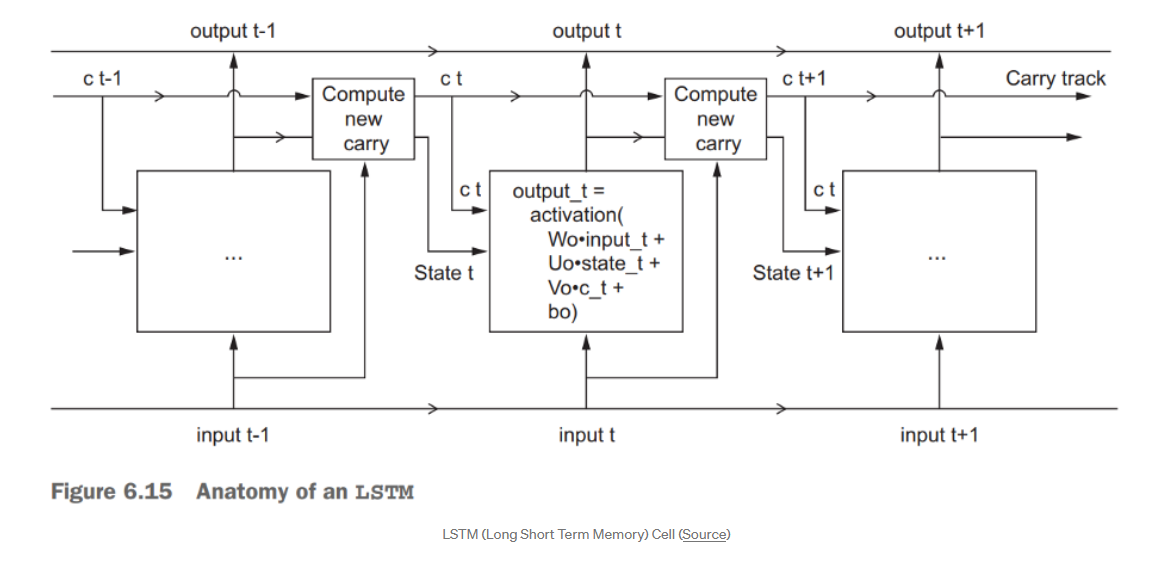 output t-1
output t
output t+1
c t-1
c t
c t+1
Carry track
Compute
new
carry
Compute
new
carry
c t
output_t =
activation(
Wo•input_t +
Uo•state_t +
Vo•c_t +
bo)
c t
...
...
State t
State t+1
input t-1
input t
input t+1
Figure 6.15 Anatomy of an LSTM
LSTM (Long Short Term Memory) Cell (Source)